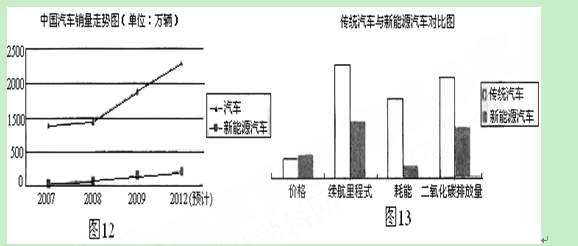 中国汽车销量走势图(单位:万辆)
2500
2000
1500
500
0
2007 2008 2009 2012(预计)
汽车
新能源汽车
图12
传统汽车与新能源汽车对比图
价格 续航里程式 耗能 二氧化碳排放量
传统汽车
新能源汽车
图13